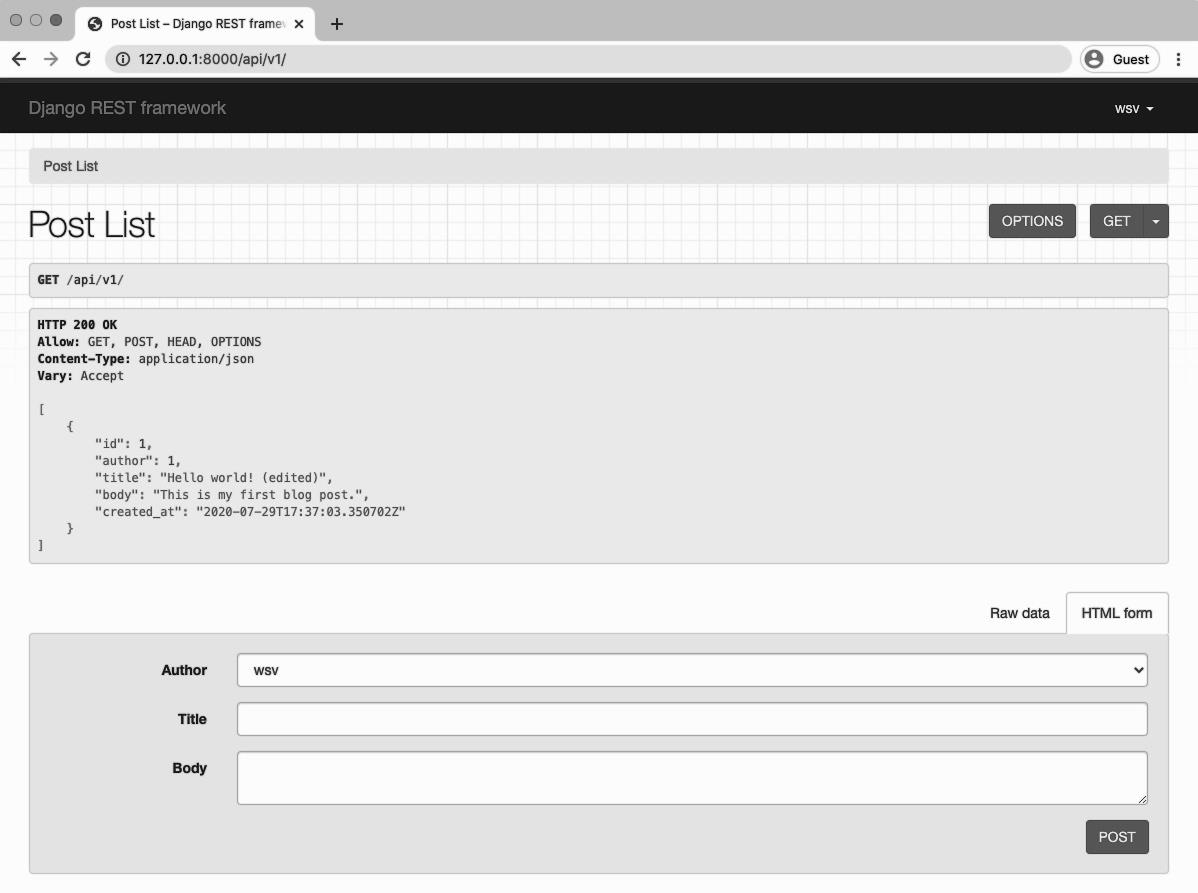 Post List – Django REST framew
127.0.0.1:8000/api/v1/
Guest
Django REST framework
wsv
Post List
Post List
OPTIONS
GET
GET /api/v1/
HTTP 200 OK
Allow: GET, POST, HEAD, OPTIONS
Content-Type: application/json
Vary: Accept
[
    {
        "id": 1,
        "author": 1,
        "title": "Hello world! (edited)",
        "body": "This is my first blog post.",
        "created_at": "2020-07-29T17:37:03.350702Z"
    }
]
Raw data
HTML form
Author
wsv
Title
Body
POST